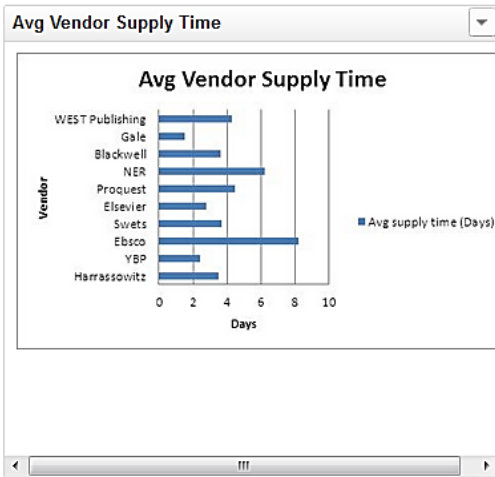 Avg Vendor Supply Time
Avg Vendor Supply Time
Vendor
WEST Publishing
Gale
Blackwell
NER
Proquest
Elsevier
Swets
Ebsco
YBP
Harrassowitz
0 2 4 6 8 10
Days
Avg supply time (Days)